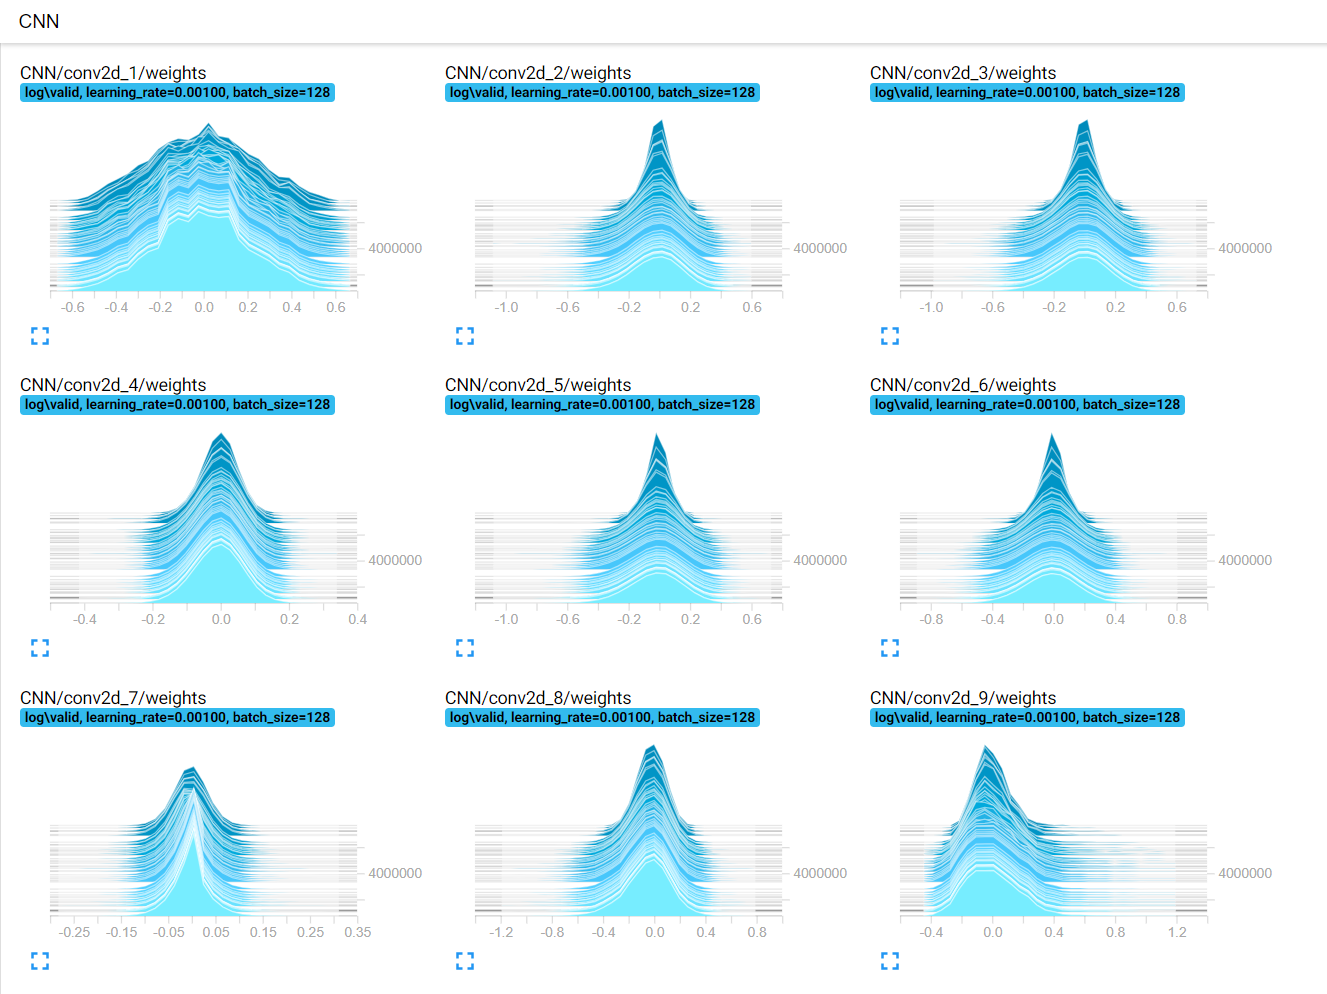 CNN
CNN/conv2d_1/weights
log\valid, learning_rate=0.00100, batch_size=128
4000000
-0.6 -0.4 -0.2 0.0 0.2 0.4 0.6
CNN/conv2d_2/weights
log\valid, learning_rate=0.00100, batch_size=128
4000000
-1.0 -0.6 -0.2 0.2 0.6
CNN/conv2d_3/weights
log\valid, learning_rate=0.00100, batch_size=128
4000000
-1.0 -0.6 -0.2 0.2 0.6
CNN/conv2d_4/weights
log\valid, learning_rate=0.00100, batch_size=128
4000000
-0.4 -0.2 0.0 0.2 0.4
CNN/conv2d_5/weights
log\valid, learning_rate=0.00100, batch_size=128
4000000
-1.0 -0.6 -0.2 0.2 0.6
CNN/conv2d_6/weights
log\valid, learning_rate=0.00100, batch_size=128
4000000
-0.8 -0.4 0.0 0.4 0.8
CNN/conv2d_7/weights
log\valid, learning_rate=0.00100, batch_size=128
4000000
-0.25 -0.15 -0.05 0.05 0.15 0.25 0.35
CNN/conv2d_8/weights
log\valid, learning_rate=0.00100, batch_size=128
4000000
-1.2 -0.8 -0.4 0.0 0.4 0.8
CNN/conv2d_9/weights
log\valid, learning_rate=0.00100, batch_size=128
4000000
-0.4 0.0 0.4 0.8 1.2